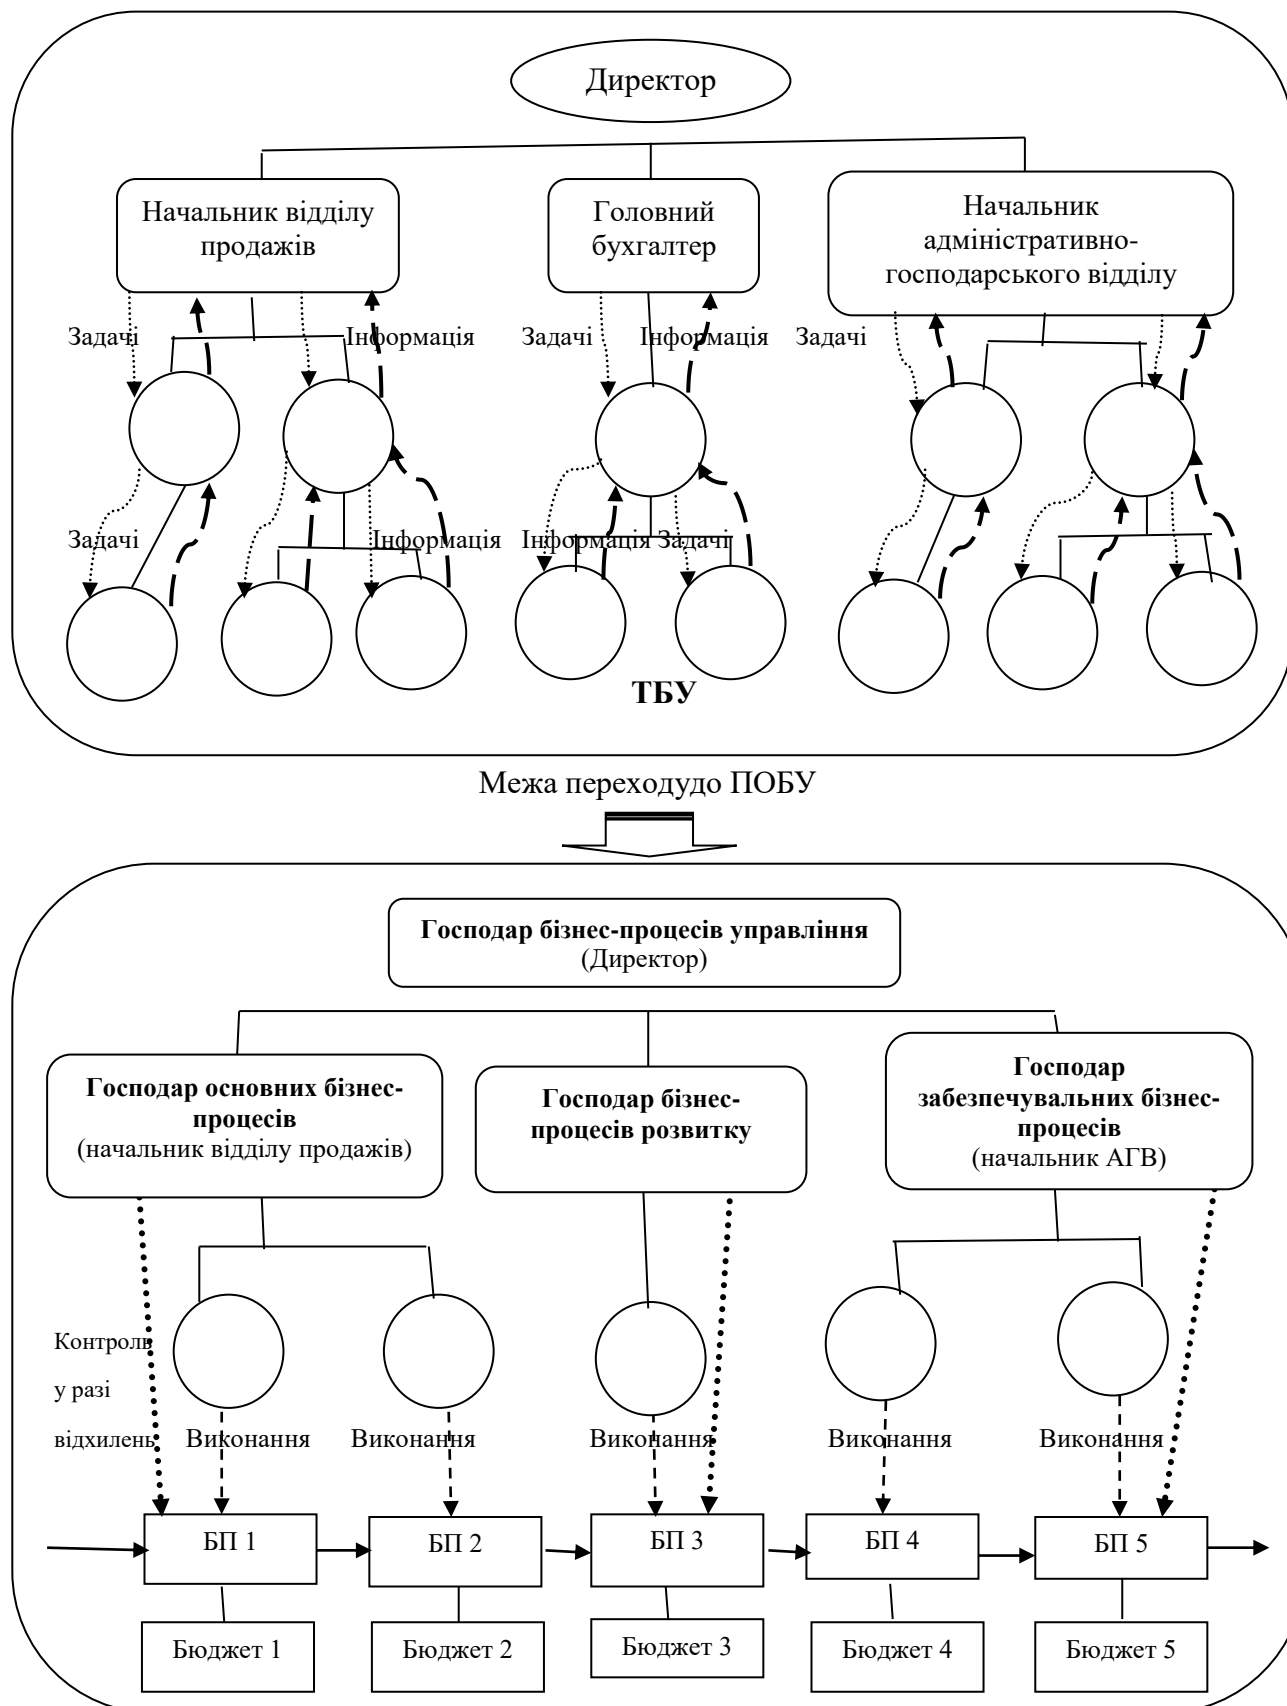 Директор
Начальник відділу
продажів
Головний
бухгалтер
Начальник
адміністративно-
господарського відділу
Задачі
Інформація
Задачі
Інформація
Задачі
Задачі
Інформація
Інформація
Задачі
ТБУ
Межа переходудо ПОБУ
Господар бізнес-процесів управління
(Директор)
Господар основних бізнес-
процесів
(начальник відділу продажів)
Господар бізнес-
процесів розвитку
Господар
забезпечувальних бізнес-
процесів
(начальник АГВ)
Контроль
у разі
відхилень
Виконання
Виконання
Виконання
Виконання
Виконання
БП 1
БП 2
БП 3
БП 4
БП 5
Бюджет 1
Бюджет 2
Бюджет 3
Бюджет 4
Бюджет 5